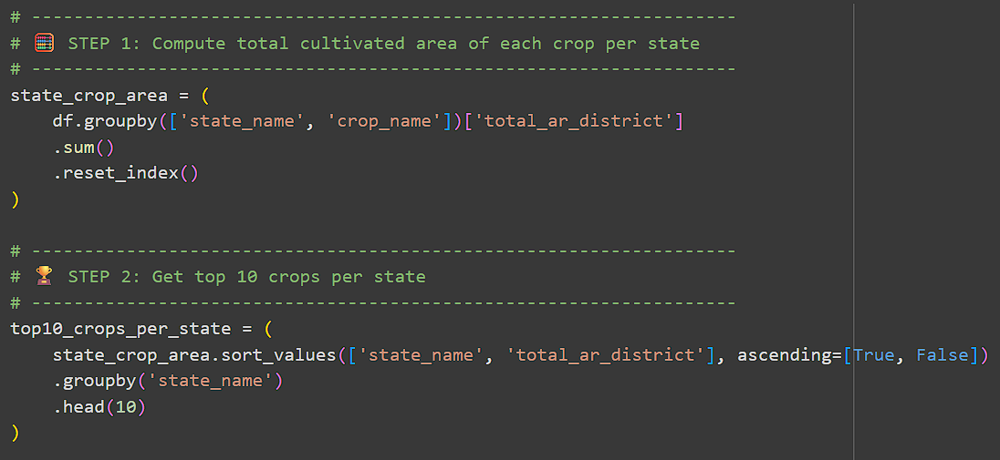 # -------------------------------------------------------------------
# 🧮 STEP 1: Compute total cultivated area of each crop per state
# -------------------------------------------------------------------
state_crop_area = (
    df.groupby(['state_name', 'crop_name'])['total_ar_district']
    .sum()
    .reset_index()
)

# -------------------------------------------------------------------
# 🏆 STEP 2: Get top 10 crops per state
# -------------------------------------------------------------------
top10_crops_per_state = (
    state_crop_area.sort_values(['state_name', 'total_ar_district'], ascending=[True, False])
    .groupby('state_name')
    .head(10)
)